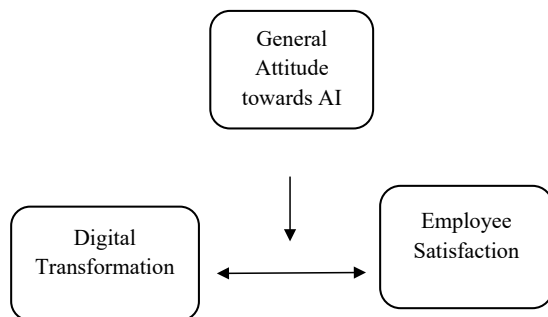 General
Attitude
towards AI
Digital
Transformation
Employee
Satisfaction